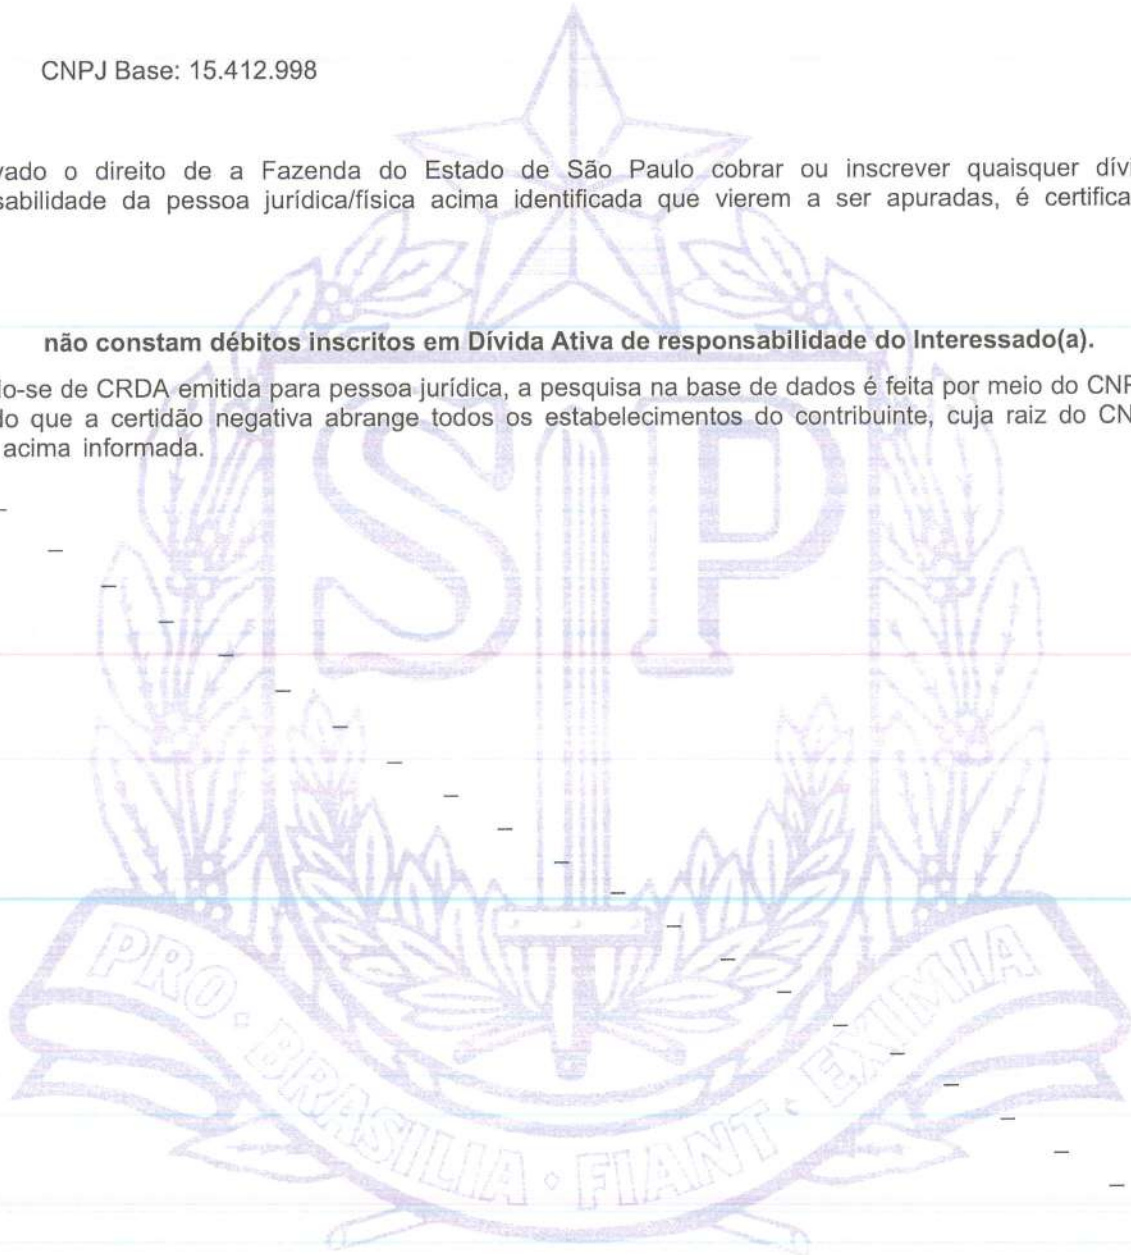 CNPJ Base: 15.412.998
vado o direito de a Fazenda do Estado de São Paulo cobrar ou inscrever quaisquer dívi
sabilidade da pessoa jurídica/física acima identificada que vierem a ser apuradas, é certifica
não constam débitos inscritos em Dívida Ativa de responsabilidade do Interessado(a).
do-se de CRDA emitida para pessoa jurídica, a pesquisa na base de dados é feita por meio do CNP
do que a certidão negativa abrange todos os estabelecimentos do contribuinte, cuja raiz do CN
acima informada.
SP
PRO · BRASILIA · FIANT · EXIMIA